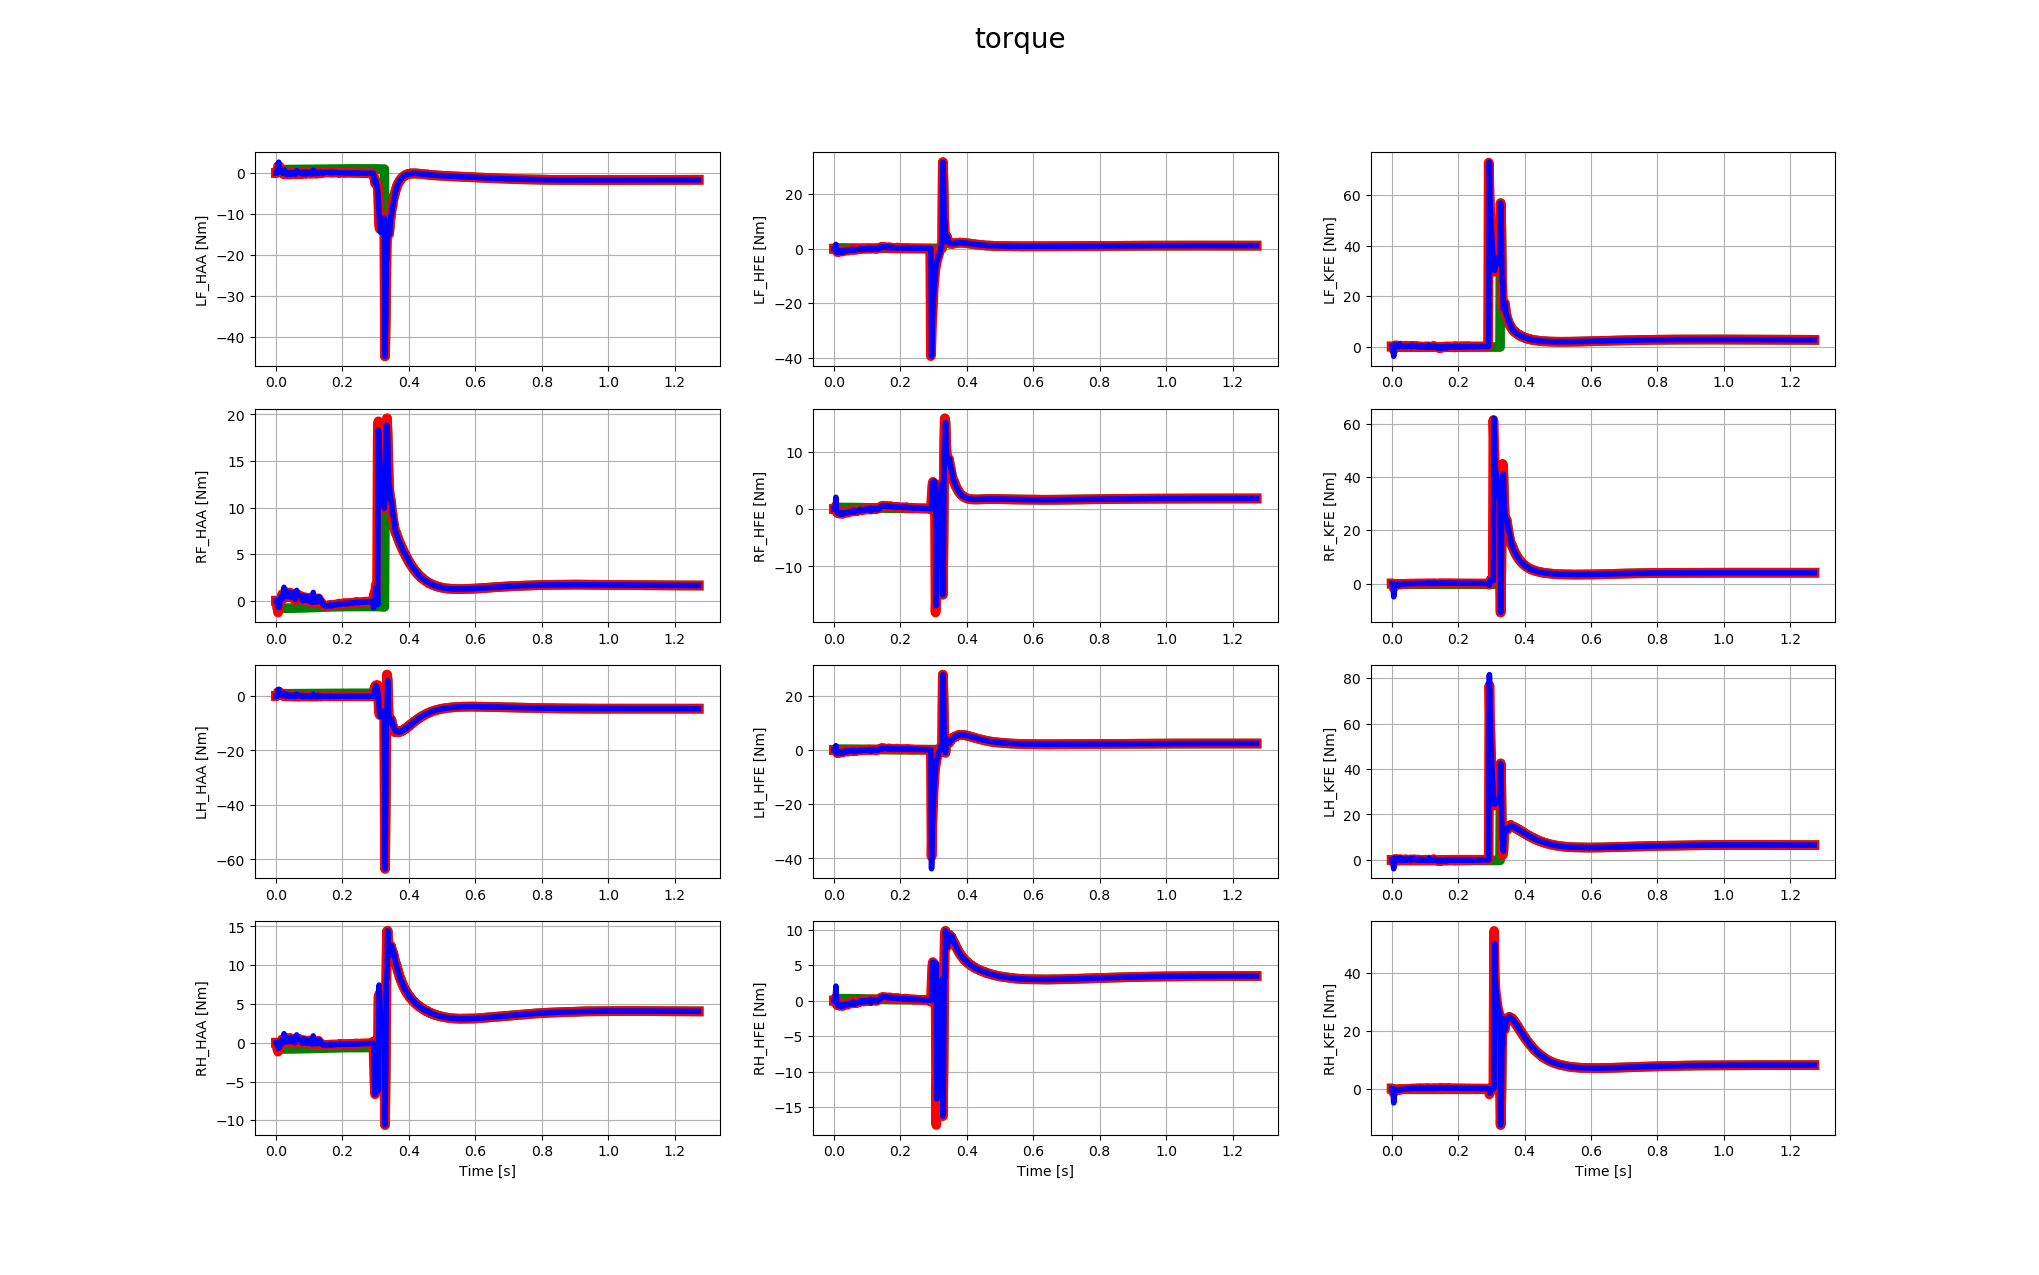 torque
LF_HAA [Nm]
0
−10
−20
−30
−40
0.0 0.2 0.4 0.6 0.8 1.0 1.2
LF_HFE [Nm]
20
0
−20
−40
0.0 0.2 0.4 0.6 0.8 1.0 1.2
LF_KFE [Nm]
60
40
20
0
0.0 0.2 0.4 0.6 0.8 1.0 1.2
RF_HAA [Nm]
20
15
10
5
0
0.0 0.2 0.4 0.6 0.8 1.0 1.2
RF_HFE [Nm]
10
0
−10
0.0 0.2 0.4 0.6 0.8 1.0 1.2
RF_KFE [Nm]
60
40
20
0
0.0 0.2 0.4 0.6 0.8 1.0 1.2
LH_HAA [Nm]
0
−20
−40
−60
0.0 0.2 0.4 0.6 0.8 1.0 1.2
LH_HFE [Nm]
20
0
−20
−40
0.0 0.2 0.4 0.6 0.8 1.0 1.2
LH_KFE [Nm]
80
60
40
20
0
0.0 0.2 0.4 0.6 0.8 1.0 1.2
RH_HAA [Nm]
15
10
5
0
−5
−10
0.0 0.2 0.4 0.6 0.8 1.0 1.2
Time [s]
RH_HFE [Nm]
10
5
0
−5
−10
−15
0.0 0.2 0.4 0.6 0.8 1.0 1.2
Time [s]
RH_KFE [Nm]
40
20
0
0.0 0.2 0.4 0.6 0.8 1.0 1.2
Time [s]